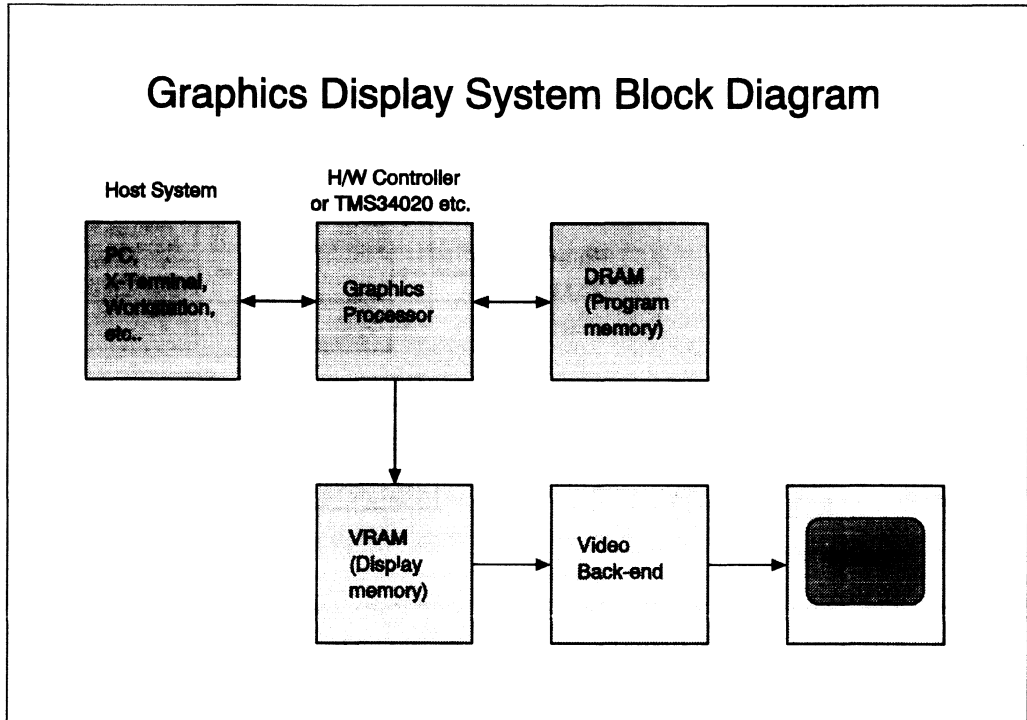 Graphics Display System Block Diagram
Host System
H/W Controller
or TMS34020 etc.
PC,
X-Terminal,
Workstation,
etc..
Graphics
Processor
DRAM
(Program
memory)
VRAM
(Display
memory)
Video
Back-end